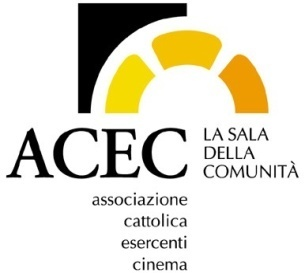 ACEC
LA SALA
DELLA
COMUNITÀ
associazione
cattolica
esercenti
cinema